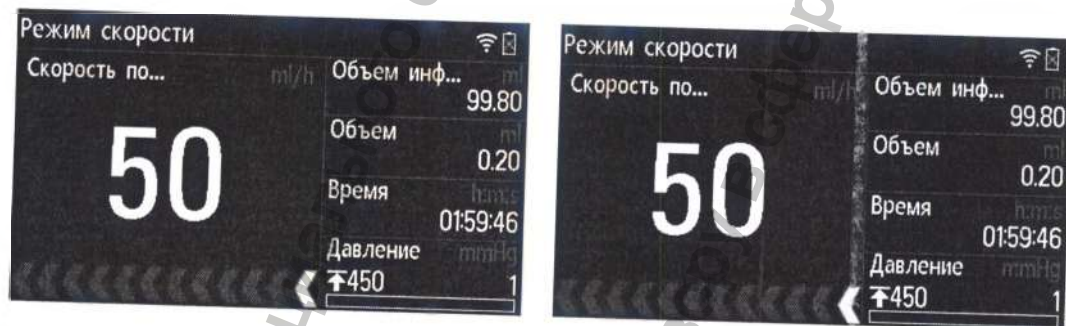 Режим скорости
Скорость по... ml/h
50
Объем инф... ml
99.80
Объем ml
0.20
Время h:m:s
01:59:46
Давление mmHg
450 1
Режим скорости
Скорость по... ml/h
50
Объем инф... ml
99.80
Объем ml
0.20
Время h:m:s
01:59:46
Давление mmHg
450 1